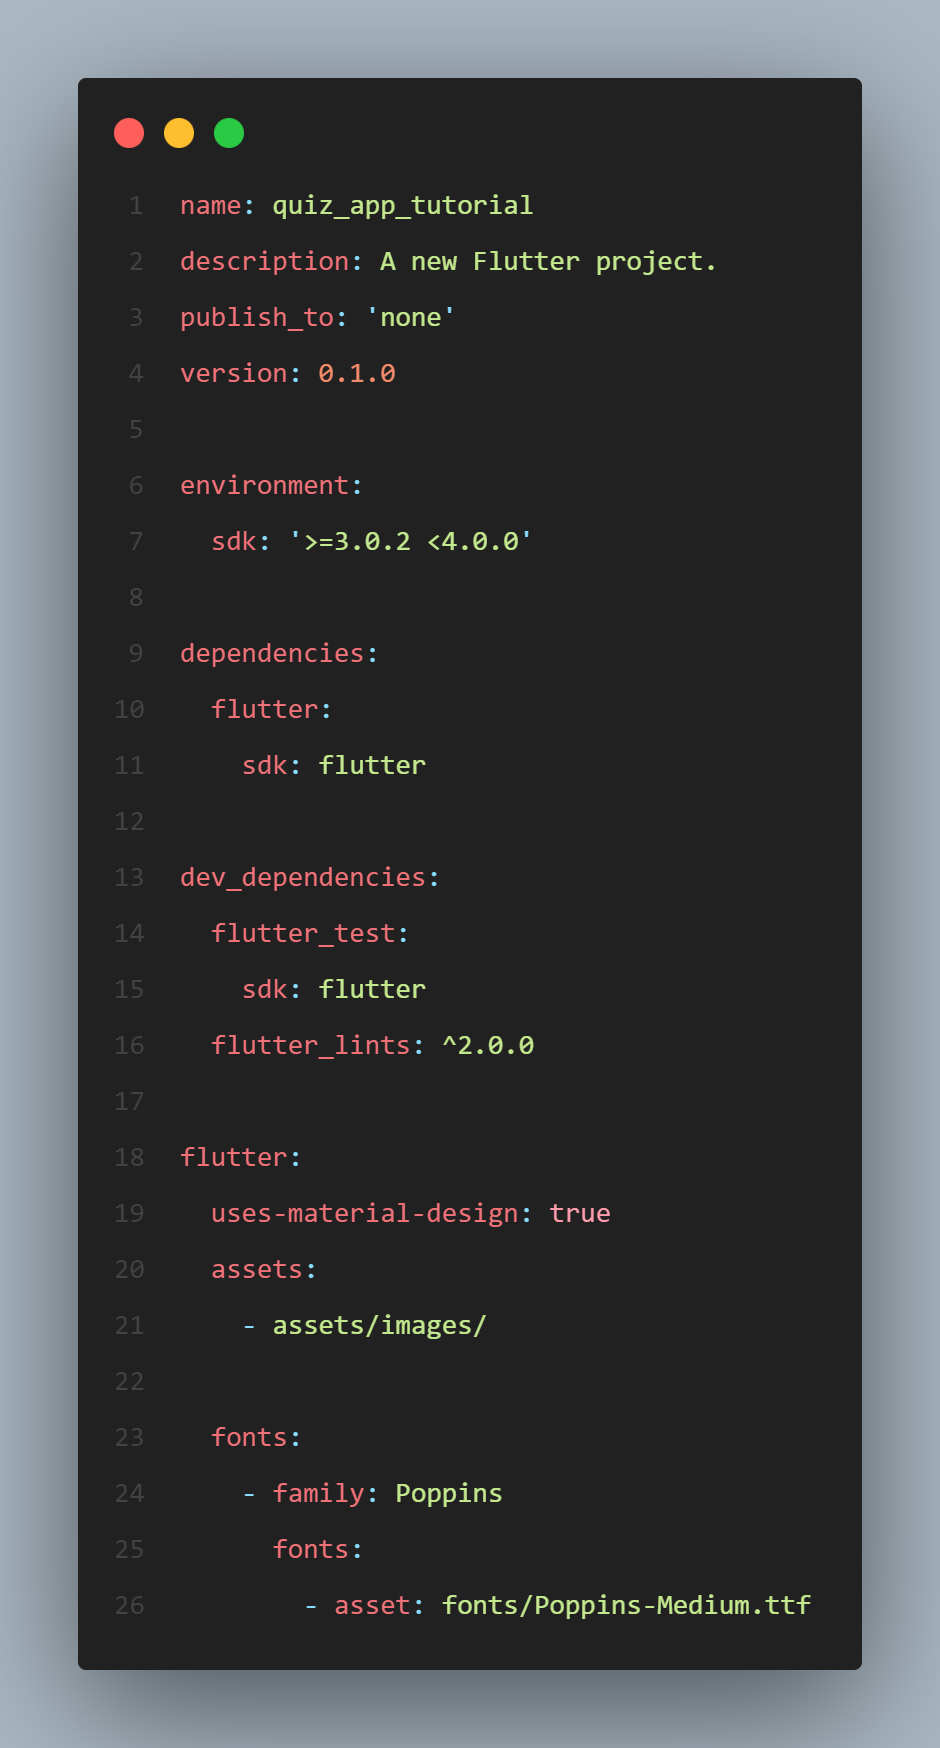 1 name: quiz_app_tutorial
2 description: A new Flutter project.
3 publish_to: 'none'
4 version: 0.1.0
5
6 environment:
7   sdk: '>=3.0.2 <4.0.0'
8
9 dependencies:
10   flutter:
11     sdk: flutter
12
13 dev_dependencies:
14   flutter_test:
15     sdk: flutter
16   flutter_lints: ^2.0.0
17
18 flutter:
19   uses-material-design: true
20   assets:
21     - assets/images/
22
23   fonts:
24     - family: Poppins
25       fonts:
26         - asset: fonts/Poppins-Medium.ttf